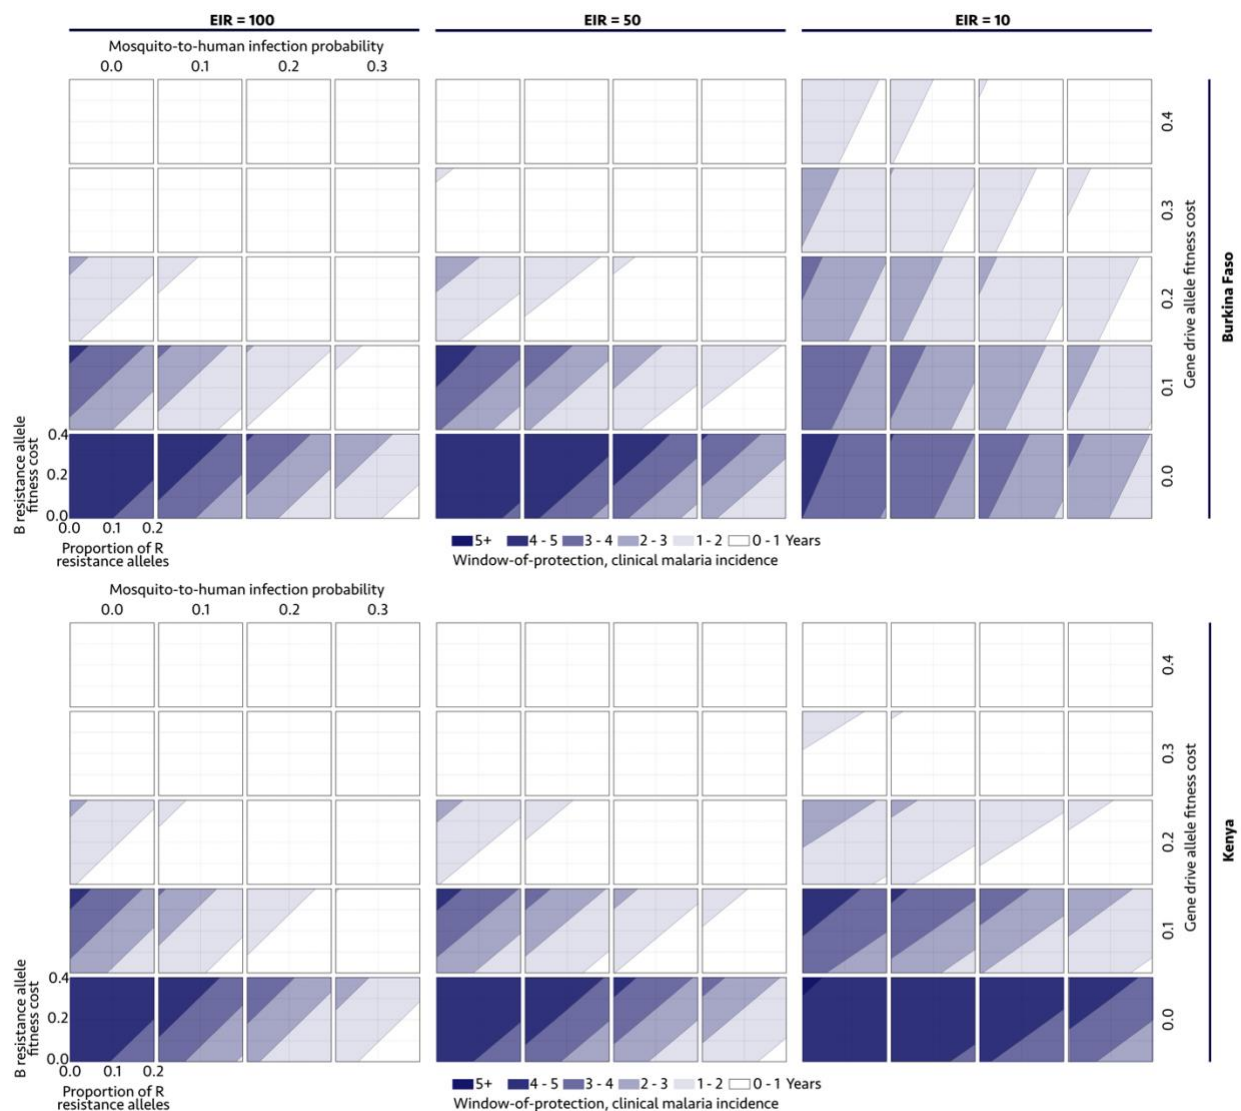 EIR = 100 EIR = 50 EIR = 10
Mosquito-to-human infection probability
0.0 0.1 0.2 0.3
0.4
0.3
0.2
0.1
0.0
Gene drive allele fitness cost
Burkina Faso
B resistance allele
fitness cost
0.4
0.2
0.0
0.0 0.1 0.2
Proportion of R
resistance alleles
5+ 4 - 5 3 - 4 2 - 3 1 - 2 0 - 1 Years
Window-of-protection, clinical malaria incidence
Mosquito-to-human infection probability
0.0 0.1 0.2 0.3
0.4
0.3
0.2
0.1
0.0
Gene drive allele fitness cost
Kenya
B resistance allele
fitness cost
0.4
0.2
0.0
0.0 0.1 0.2
Proportion of R
resistance alleles
5+ 4 - 5 3 - 4 2 - 3 1 - 2 0 - 1 Years
Window-of-protection, clinical malaria incidence